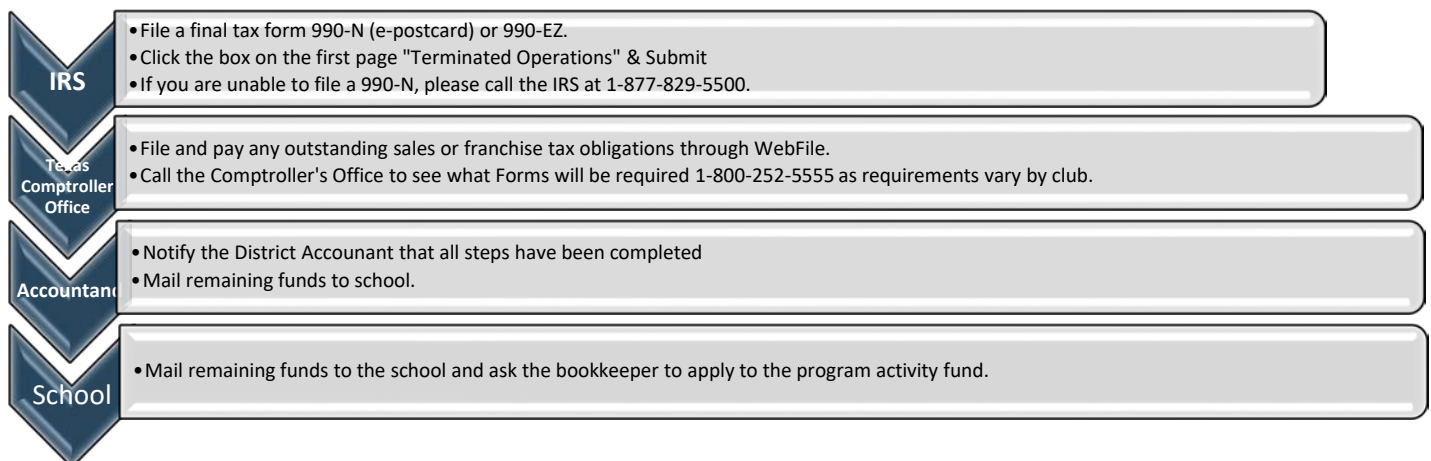 IRS
•File a final tax form 990-N (e-postcard) or 990-EZ.
•Click the box on the first page "Terminated Operations" & Submit
•If you are unable to file a 990-N, please call the IRS at 1-877-829-5500.
Texas
Comptroller
Office
•File and pay any outstanding sales or franchise tax obligations through WebFile.
•Call the Comptroller's Office to see what Forms will be required 1-800-252-5555 as requirements vary by club.
Accountant
•Notify the District Accounant that all steps have been completed
•Mail remaining funds to school.
School
•Mail remaining funds to the school and ask the bookkeeper to apply to the program activity fund.